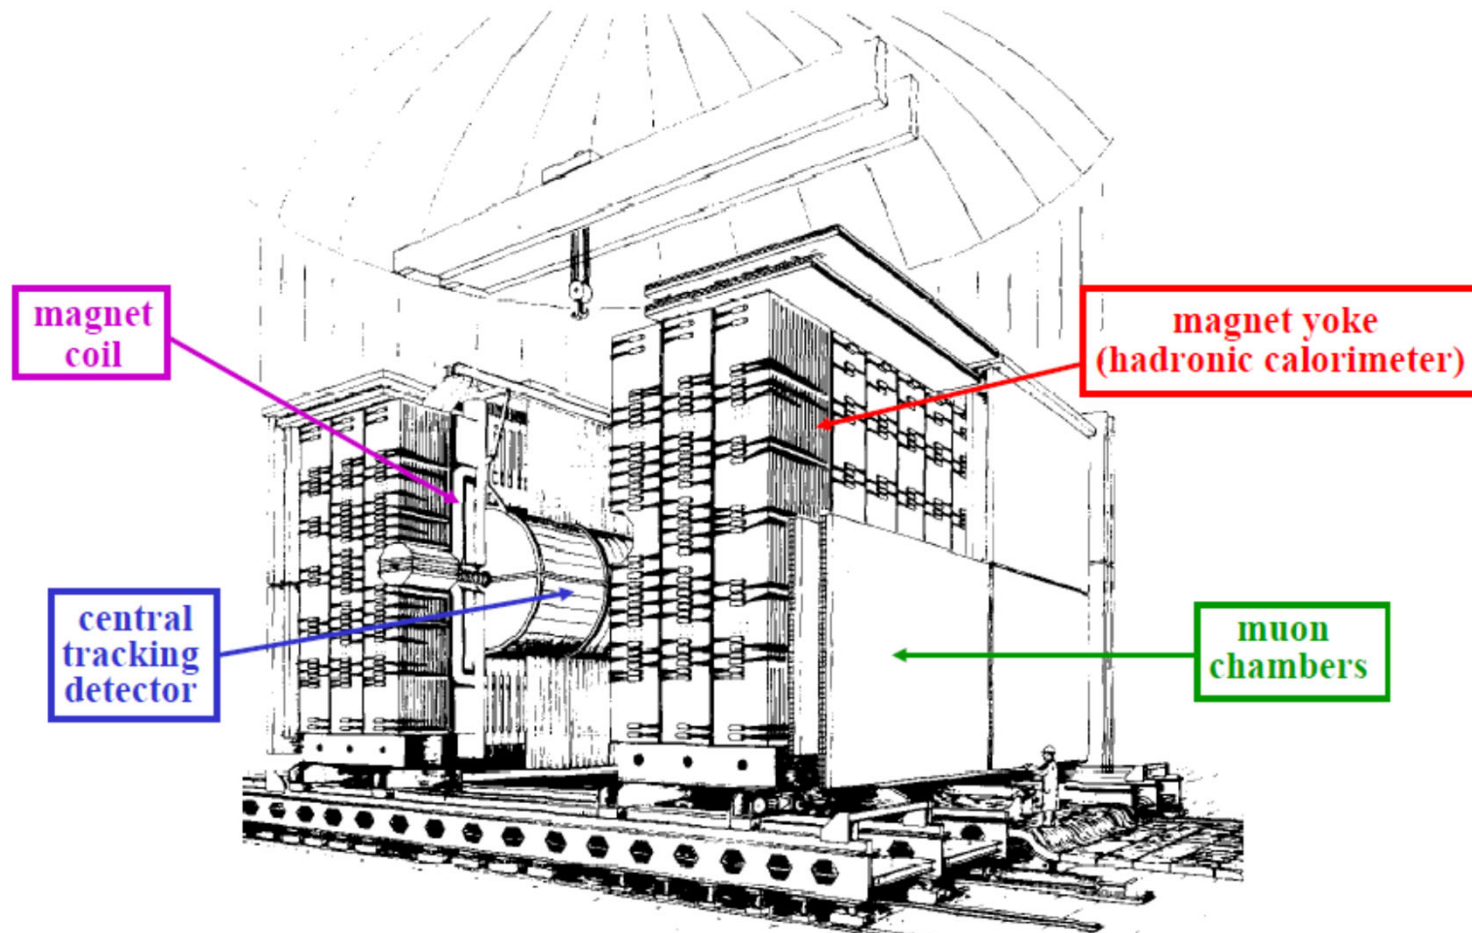 magnet
coil
magnet yoke
(hadronic calorimeter)
central
tracking
detector
muon
chambers